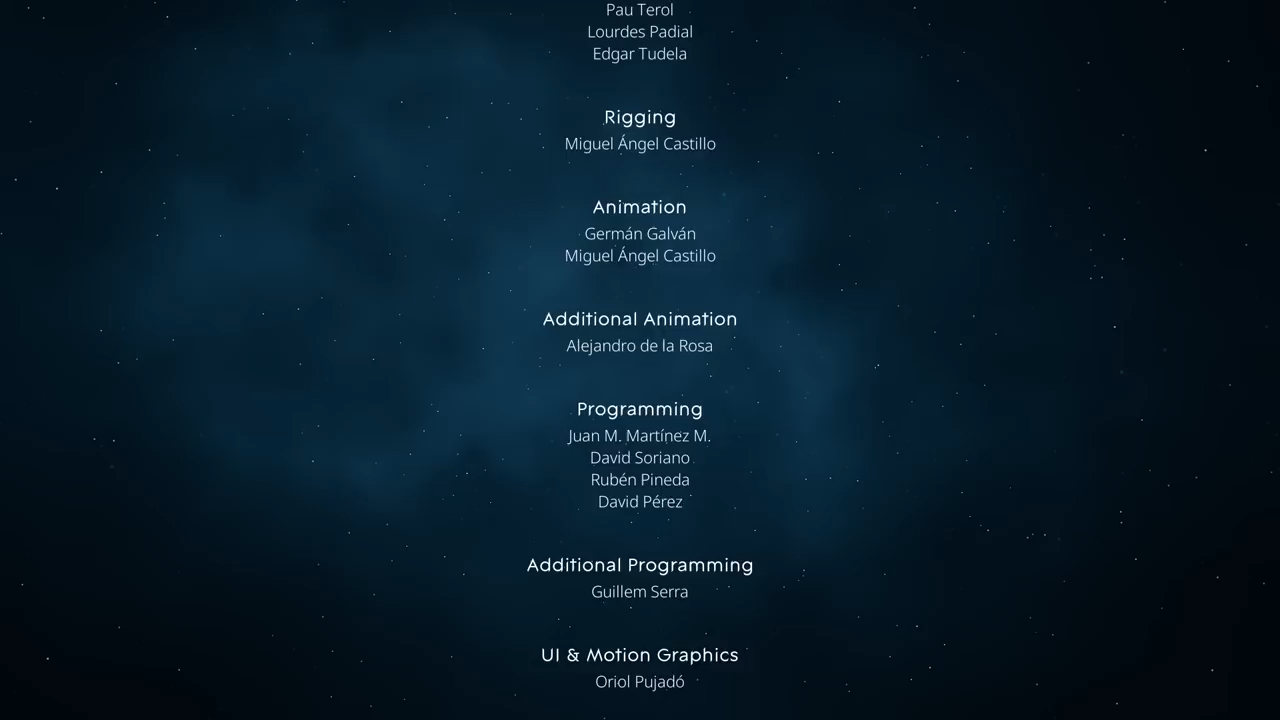 Pau Terol
Lourdes Padial
Edgar Tudela
Rigging
Miguel Ángel Castillo
Animation
Germán Galván
Miguel Ángel Castillo
Additional Animation
Alejandro de la Rosa
Programming
Juan M. Martínez M.
David Soriano
Rubén Pineda
David Pérez
Additional Programming
Guillem Serra
UI & Motion Graphics
Oriol Pujadó